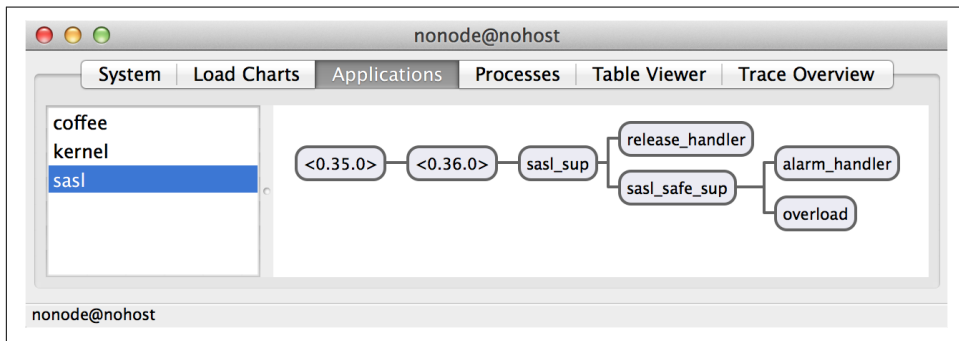 nonode@nohost
System Load Charts Applications Processes Table Viewer Trace Overview
coffee
kernel
sasl
<0.35.0> <0.36.0> sasl_sup
release_handler
sasl_safe_sup
alarm_handler
overload
nonode@nohost